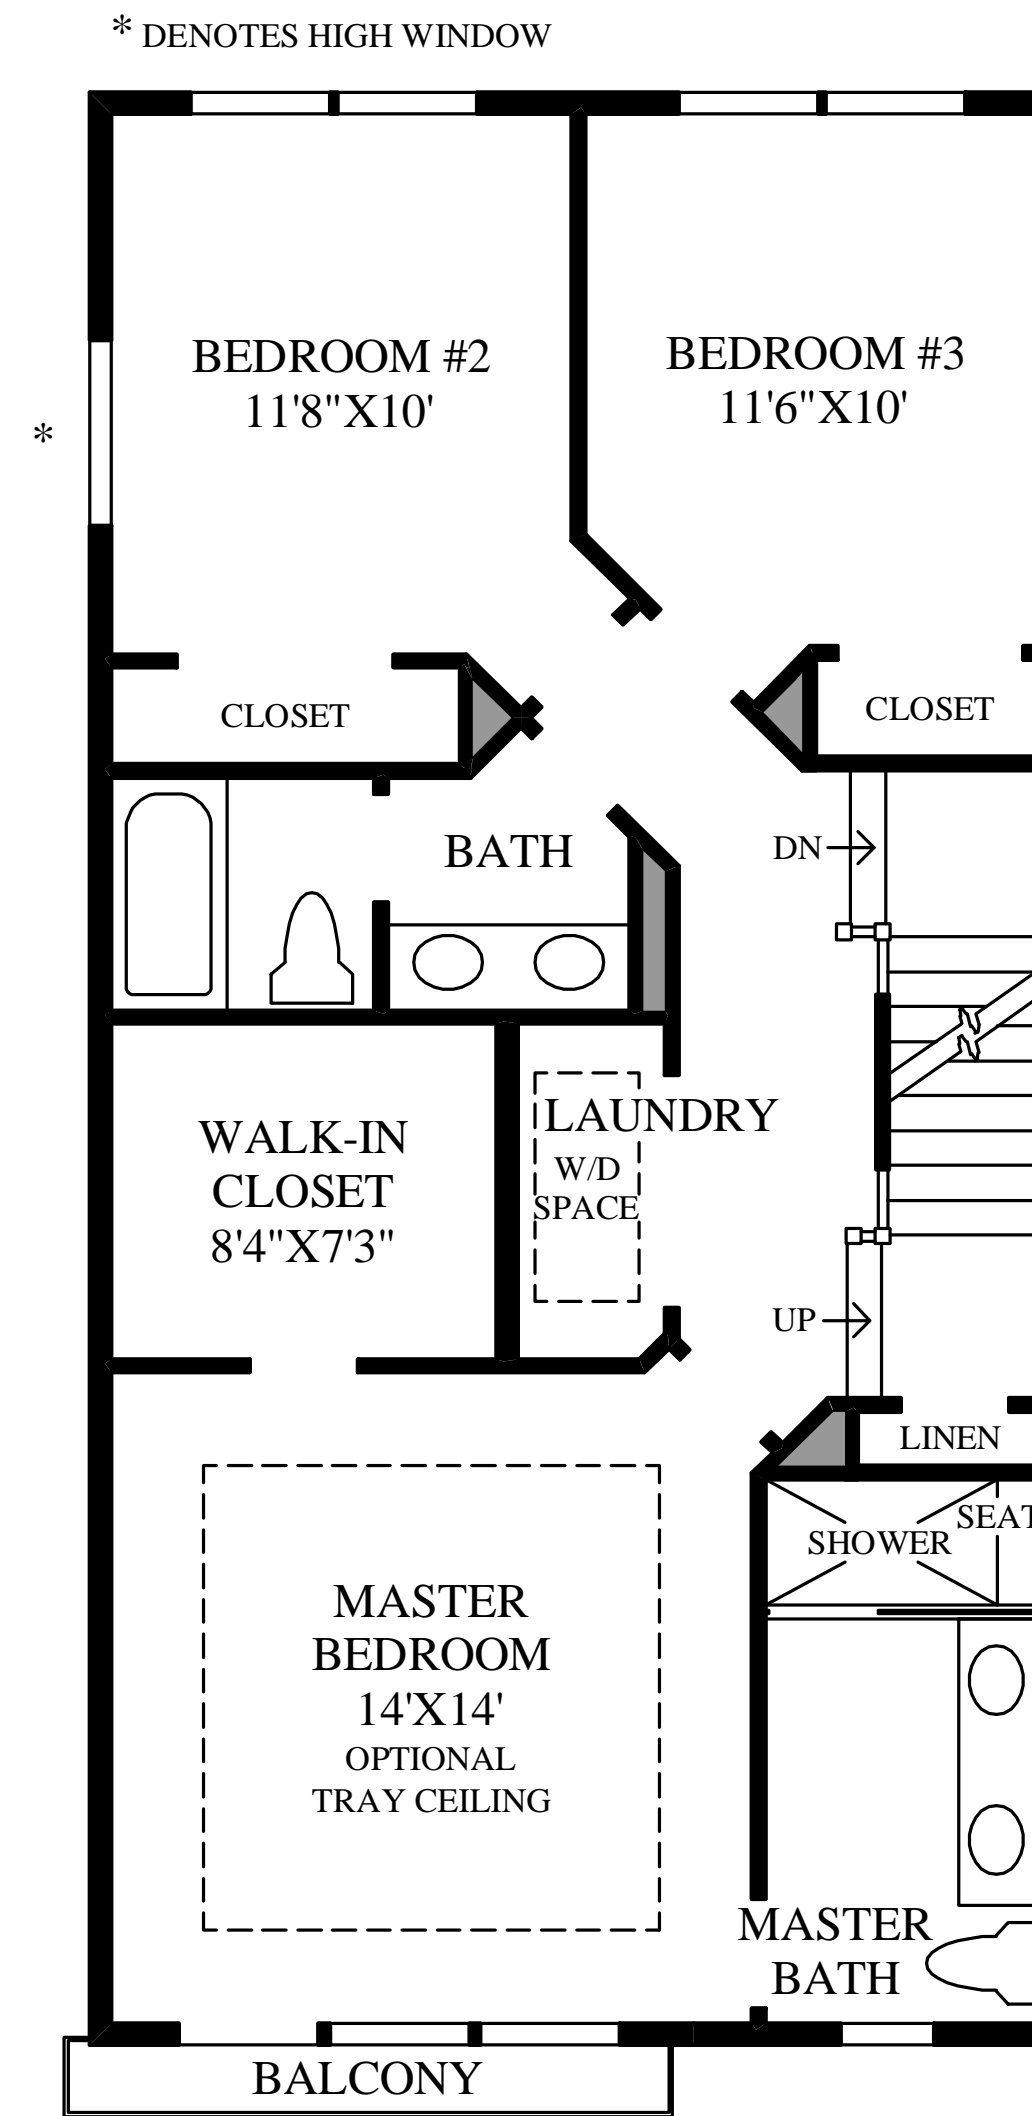 * DENOTES HIGH WINDOW
BEDROOM #2
11'8"X10'
BEDROOM #3
11'6"X10'
*
CLOSET
CLOSET
BATH
DN
LAUNDRY
W/D
SPACE
WALK-IN
CLOSET
8'4"X7'3"
UP
LINEN
SHOWER
SEAT
MASTER
BEDROOM
14'X14'
OPTIONAL
TRAY CEILING
MASTER
BATH
BALCONY